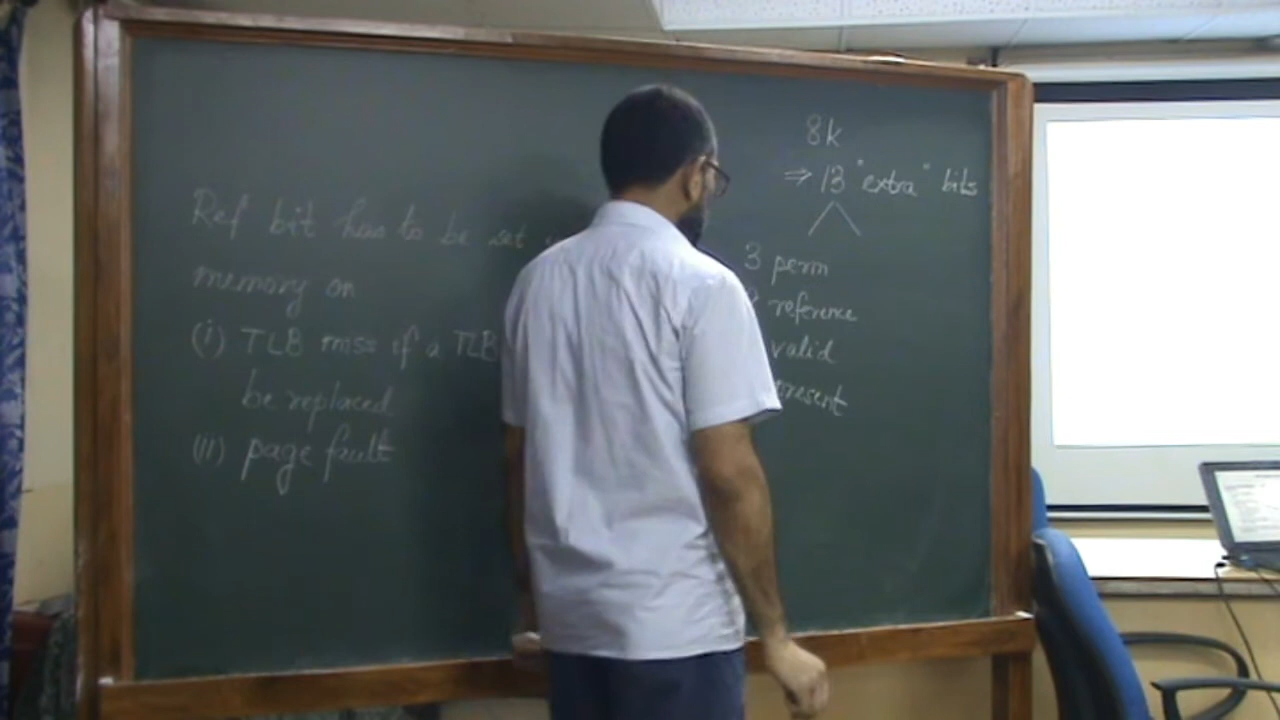 Ref bit has to be set
memory on
(i) TLB miss if a TLB
be replaced
(ii) page fault
8k
⇒ 13 "extra" bits
3 perm
reference
valid
present